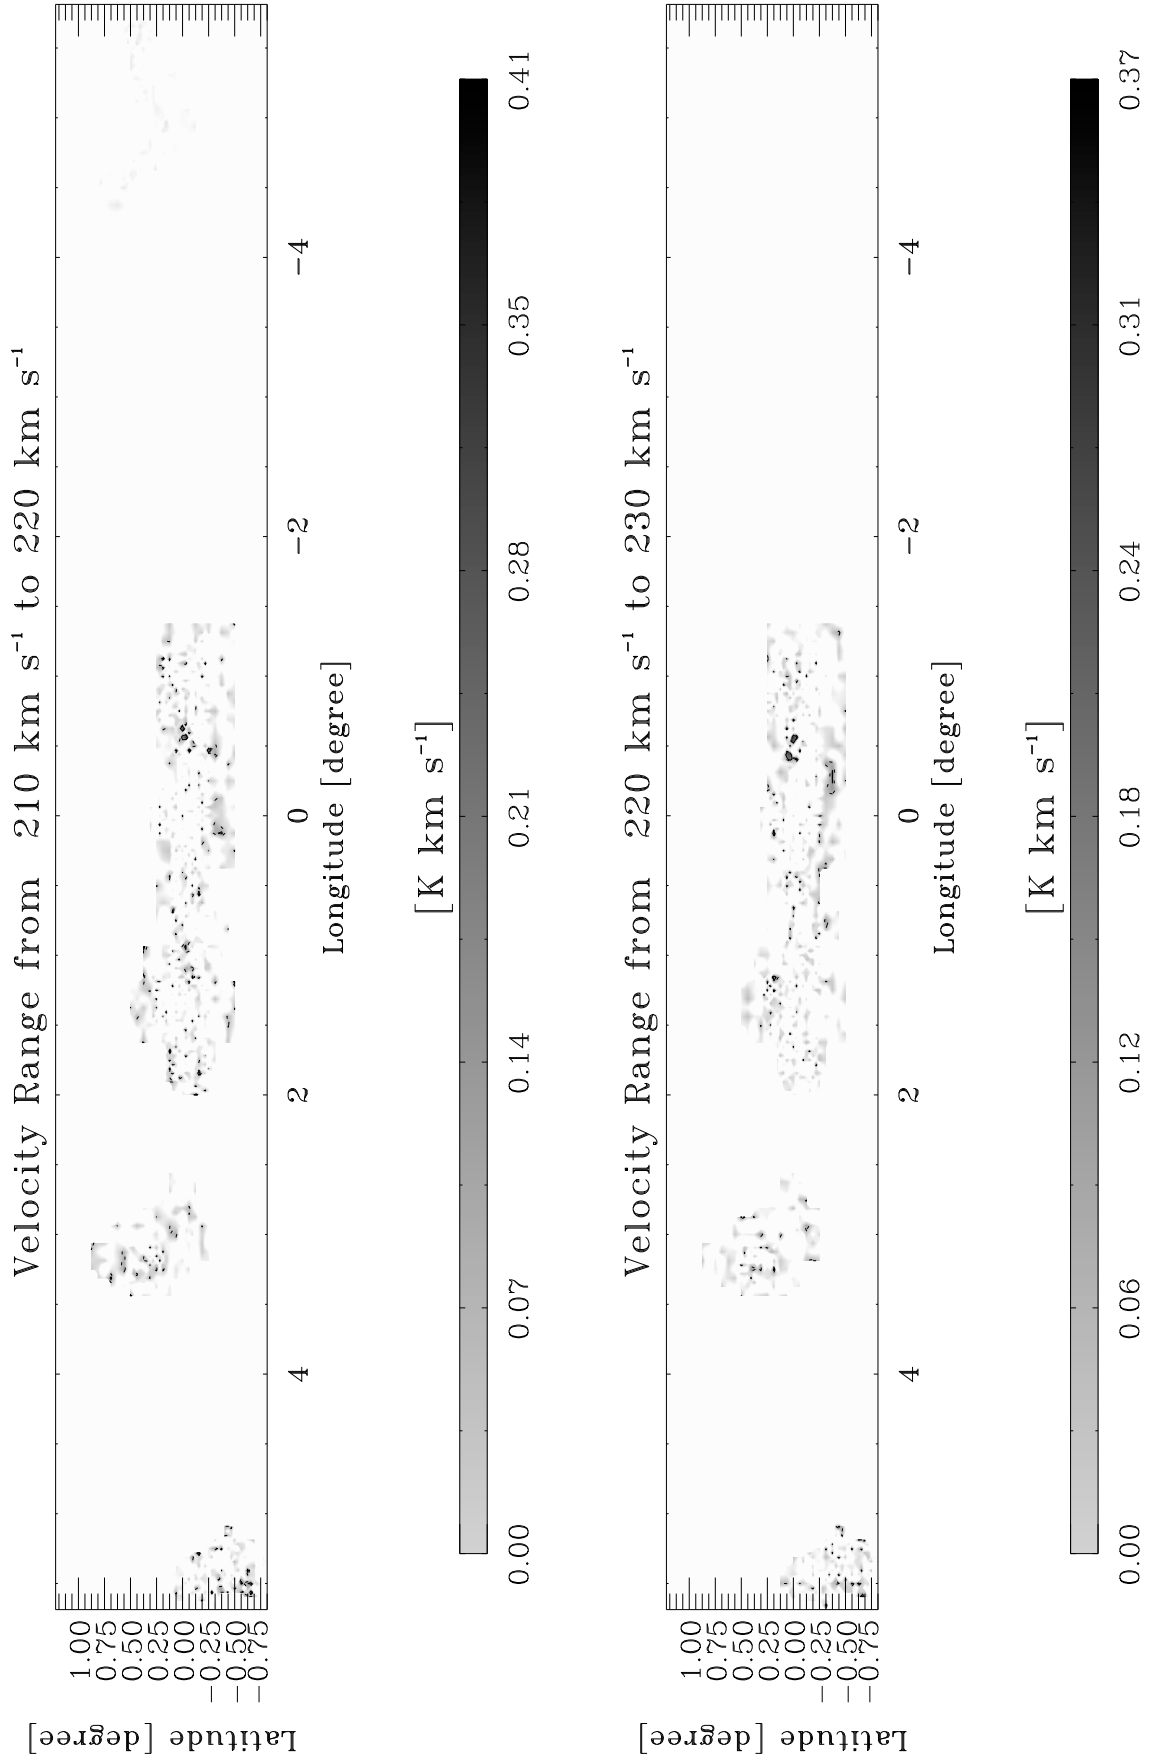 Velocity Range from 210 km s⁻¹ to 220 km s⁻¹
Latitude [degree]
1.00
0.75
0.50
0.25
0.00
−0.25
−0.50
−0.75
4 2 0 −2 −4
Longitude [degree]
[K km s⁻¹]
0.00 0.07 0.14 0.21 0.28 0.35 0.41
Velocity Range from 220 km s⁻¹ to 230 km s⁻¹
Latitude [degree]
1.00
0.75
0.50
0.25
0.00
−0.25
−0.50
−0.75
4 2 0 −2 −4
Longitude [degree]
[K km s⁻¹]
0.00 0.06 0.12 0.18 0.24 0.31 0.37